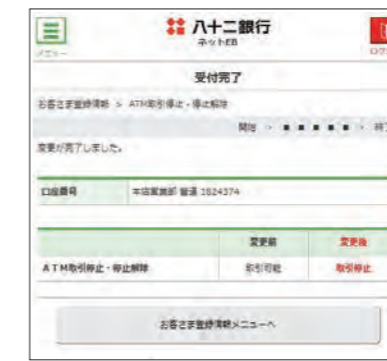 八十二銀行
ネットEB
メニュー
受付完了
お客さま登録情報 > ATM取引停止・停止解除
開始 > ■ ■ ■ ■ ■ >
変更が完了しました。
口座番号 本店営業部 普通 1824374
変更前 変更後
ATM取引停止・停止解除 取引可能 取引停止
お客さま登録情報メニューへ